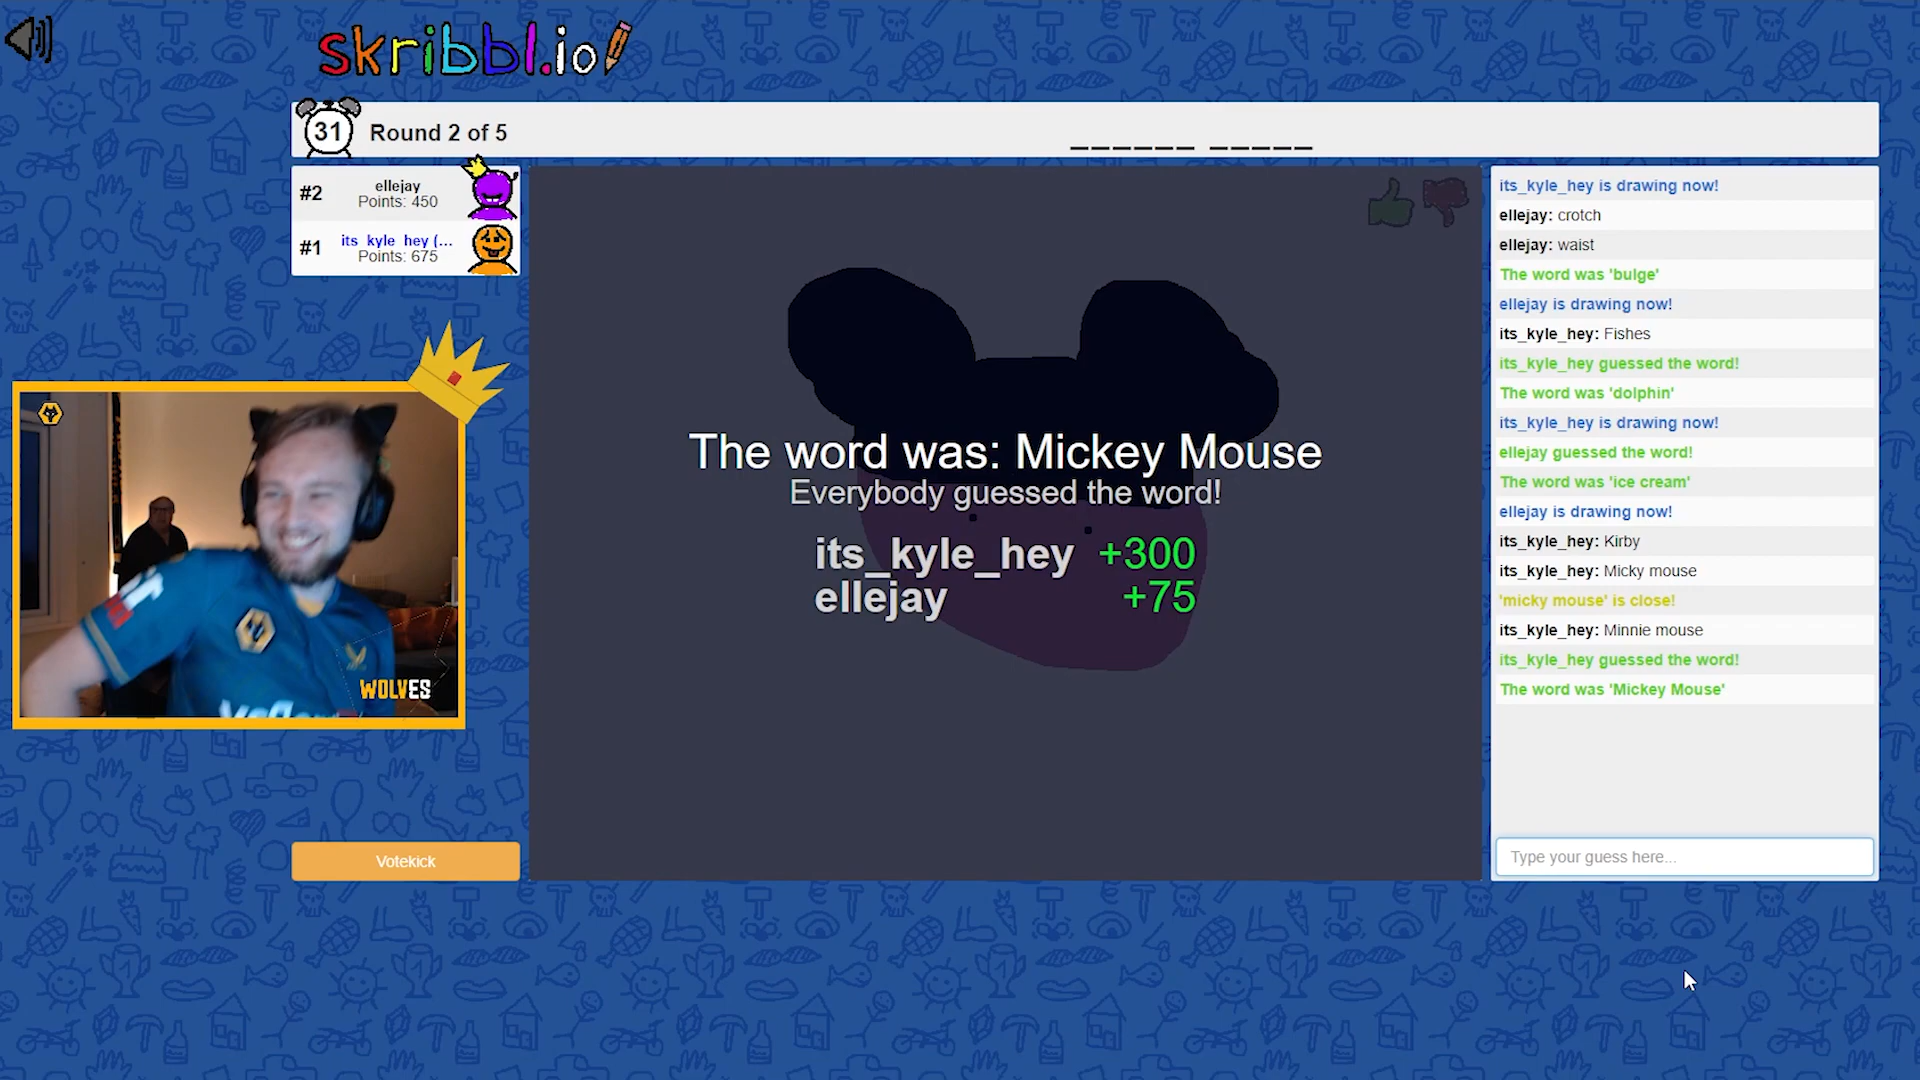 skribbl.io
31
Round 2 of 5
#2
ellejay
Points: 450
#1
its_kyle_hey (...
Points: 675
WOLVES
Votekick
The word was: Mickey Mouse
Everybody guessed the word!
its_kyle_hey +300
ellejay +75
its_kyle_hey is drawing now!
ellejay: crotch
ellejay: waist
The word was 'bulge'
ellejay is drawing now!
its_kyle_hey: Fishes
its_kyle_hey guessed the word!
The word was 'dolphin'
its_kyle_hey is drawing now!
ellejay guessed the word!
The word was 'ice cream'
ellejay is drawing now!
its_kyle_hey: Kirby
its_kyle_hey: Micky mouse
'micky mouse' is close!
its_kyle_hey: Minnie mouse
its_kyle_hey guessed the word!
The word was 'Mickey Mouse'
Type your guess here...